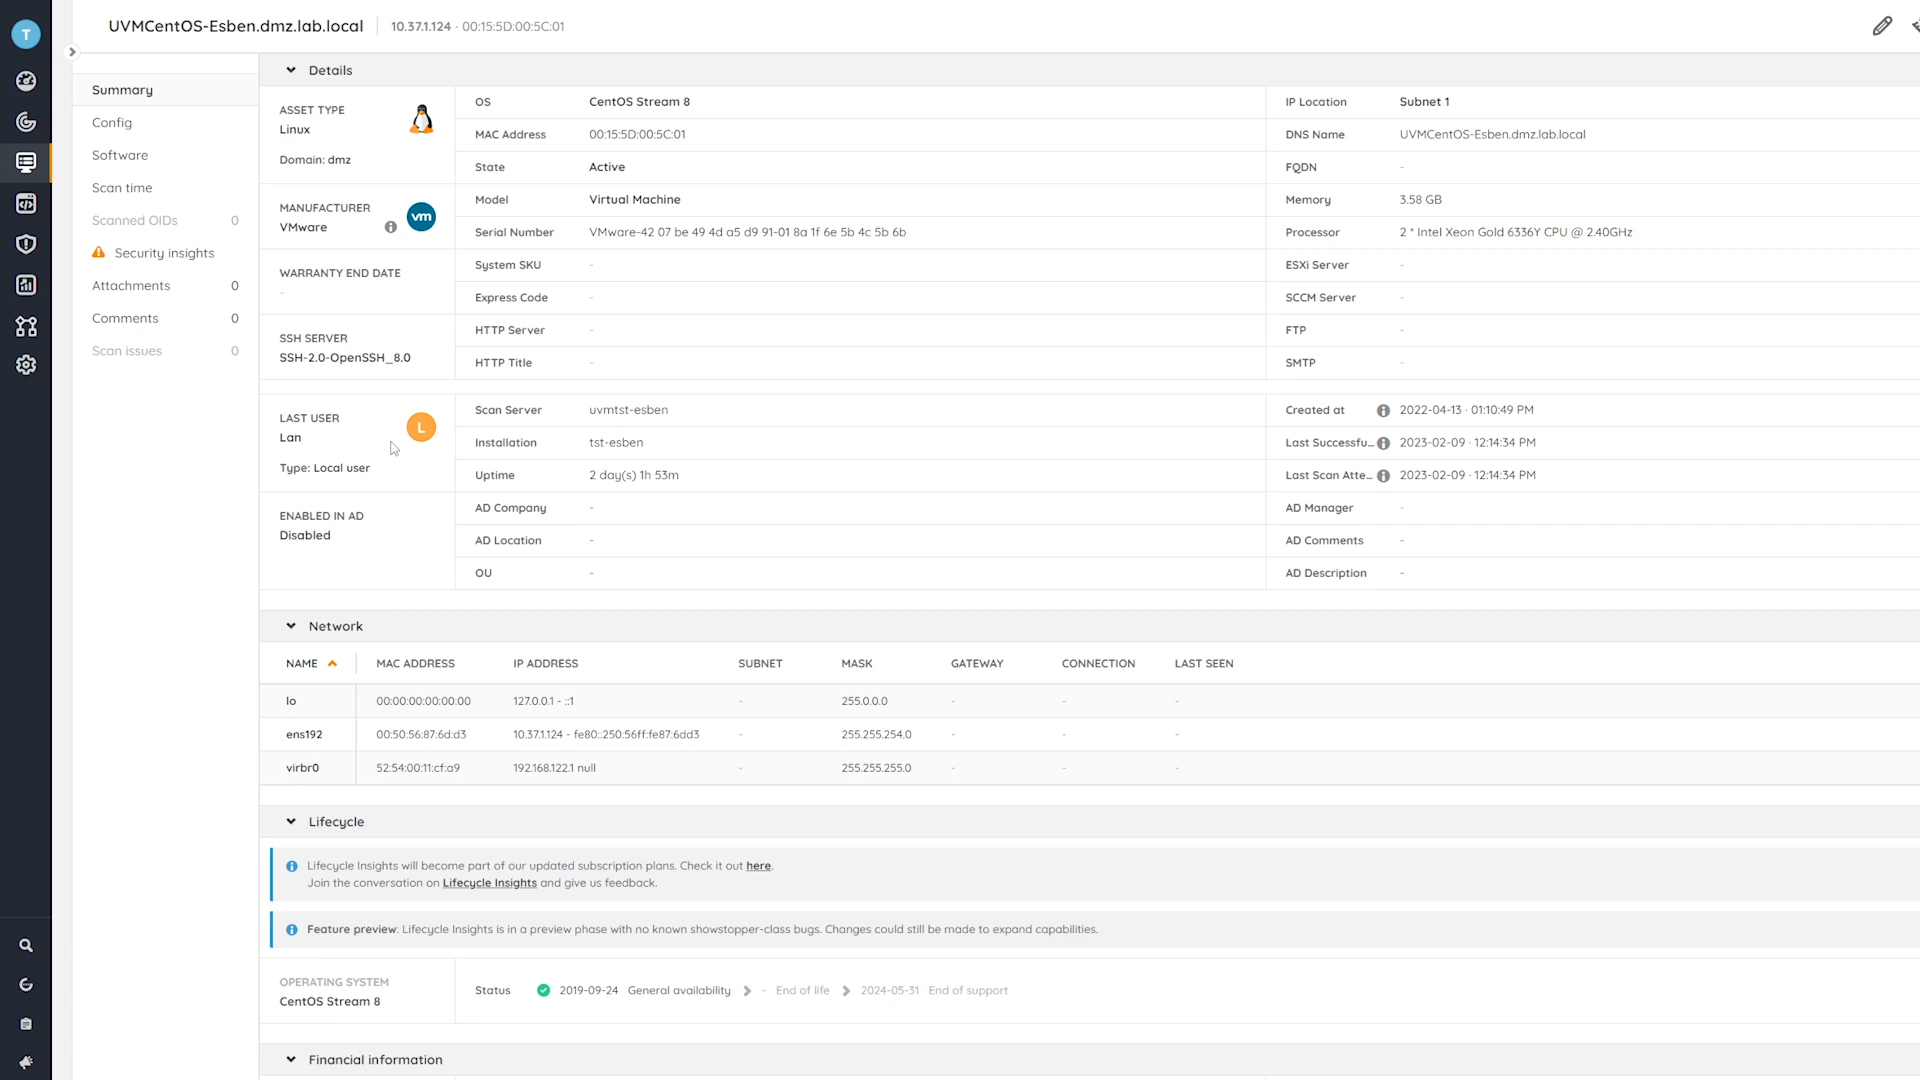 T
UVMCentOS-Esben.dmz.lab.local 10.37.1.124 · 00:15:5D:00:5C:01
Summary
Config
Software
Scan time
Scanned OIDs 0
Security insights
Attachments 0
Comments 0
Scan issues 0
Details
ASSET TYPE
Linux
Domain: dmz
MANUFACTURER
VMware
vm
WARRANTY END DATE
-
SSH SERVER
SSH-2.0-OpenSSH_8.0
OS CentOS Stream 8
MAC Address 00:15:5D:00:5C:01
State Active
Model Virtual Machine
Serial Number VMware-42 07 be 49 4d a5 d9 91-01 8a 1f 6e 5b 4c 5b 6b
System SKU -
Express Code -
HTTP Server -
HTTP Title -
IP Location Subnet 1
DNS Name UVMCentOS-Esben.dmz.lab.local
FQDN -
Memory 3.58 GB
Processor 2 * Intel Xeon Gold 6336Y CPU @ 2.40GHz
ESXi Server -
SCCM Server -
FTP -
SMTP -
LAST USER
Lan
L
Type: Local user
ENABLED IN AD
Disabled
Scan Server uvmtst-esben
Installation tst-esben
Uptime 2 day(s) 1h 53m
AD Company -
AD Location -
OU -
Created at 2022-04-13 · 01:10:49 PM
Last Successfu... 2023-02-09 · 12:14:34 PM
Last Scan Atte... 2023-02-09 · 12:14:34 PM
AD Manager -
AD Comments -
AD Description -
Network
NAME MAC ADDRESS IP ADDRESS SUBNET MASK GATEWAY CONNECTION LAST SEEN
lo 00:00:00:00:00:00 127.0.0.1 - ::1 - 255.0.0.0 - - -
ens192 00:50:56:87:6d:d3 10.37.1.124 - fe80::250:56ff:fe87:6dd3 - 255.255.254.0 - - -
virbr0 52:54:00:11:cf:a9 192.168.122.1 null - 255.255.255.0 - - -
Lifecycle
Lifecycle Insights will become part of our updated subscription plans. Check it out here.
Join the conversation on Lifecycle Insights and give us feedback.
Feature preview: Lifecycle Insights is in a preview phase with no known showstopper-class bugs. Changes could still be made to expand capabilities.
OPERATING SYSTEM
CentOS Stream 8
Status 2019-09-24 General availability - End of life 2024-05-31 End of support
Financial information